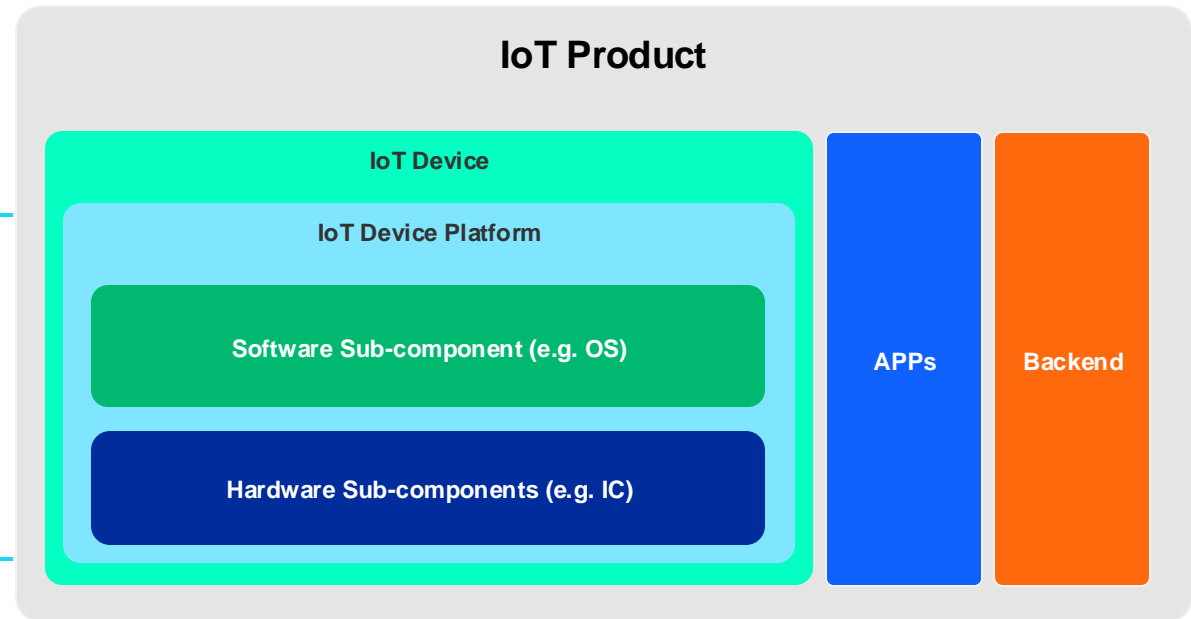 IoT Product
IoT Device
IoT Device Platform
Software Sub-component (e.g. OS)
Hardware Sub-components (e.g. IC)
APPs
Backend